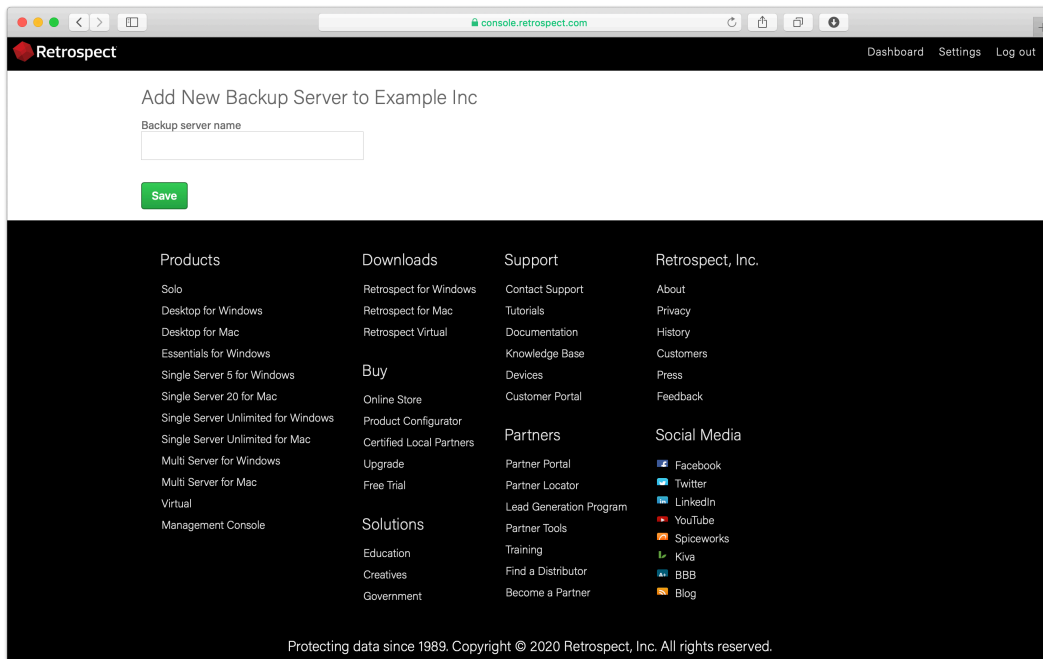 console.retrospect.com
Retrospect
Dashboard Settings Log out
Add New Backup Server to Example Inc
Backup server name
Save
Products
Solo
Desktop for Windows
Desktop for Mac
Essentials for Windows
Single Server 5 for Windows
Single Server 20 for Mac
Single Server Unlimited for Windows
Single Server Unlimited for Mac
Multi Server for Windows
Multi Server for Mac
Virtual
Management Console
Downloads
Retrospect for Windows
Retrospect for Mac
Retrospect Virtual
Buy
Online Store
Product Configurator
Certified Local Partners
Upgrade
Free Trial
Solutions
Education
Creatives
Government
Support
Contact Support
Tutorials
Documentation
Knowledge Base
Devices
Customer Portal
Partners
Partner Portal
Partner Locator
Lead Generation Program
Partner Tools
Training
Find a Distributor
Become a Partner
Retrospect, Inc.
About
Privacy
History
Customers
Press
Feedback
Social Media
Facebook
Twitter
LinkedIn
YouTube
Spiceworks
Kiva
BBB
Blog
Protecting data since 1989. Copyright © 2020 Retrospect, Inc. All rights reserved.